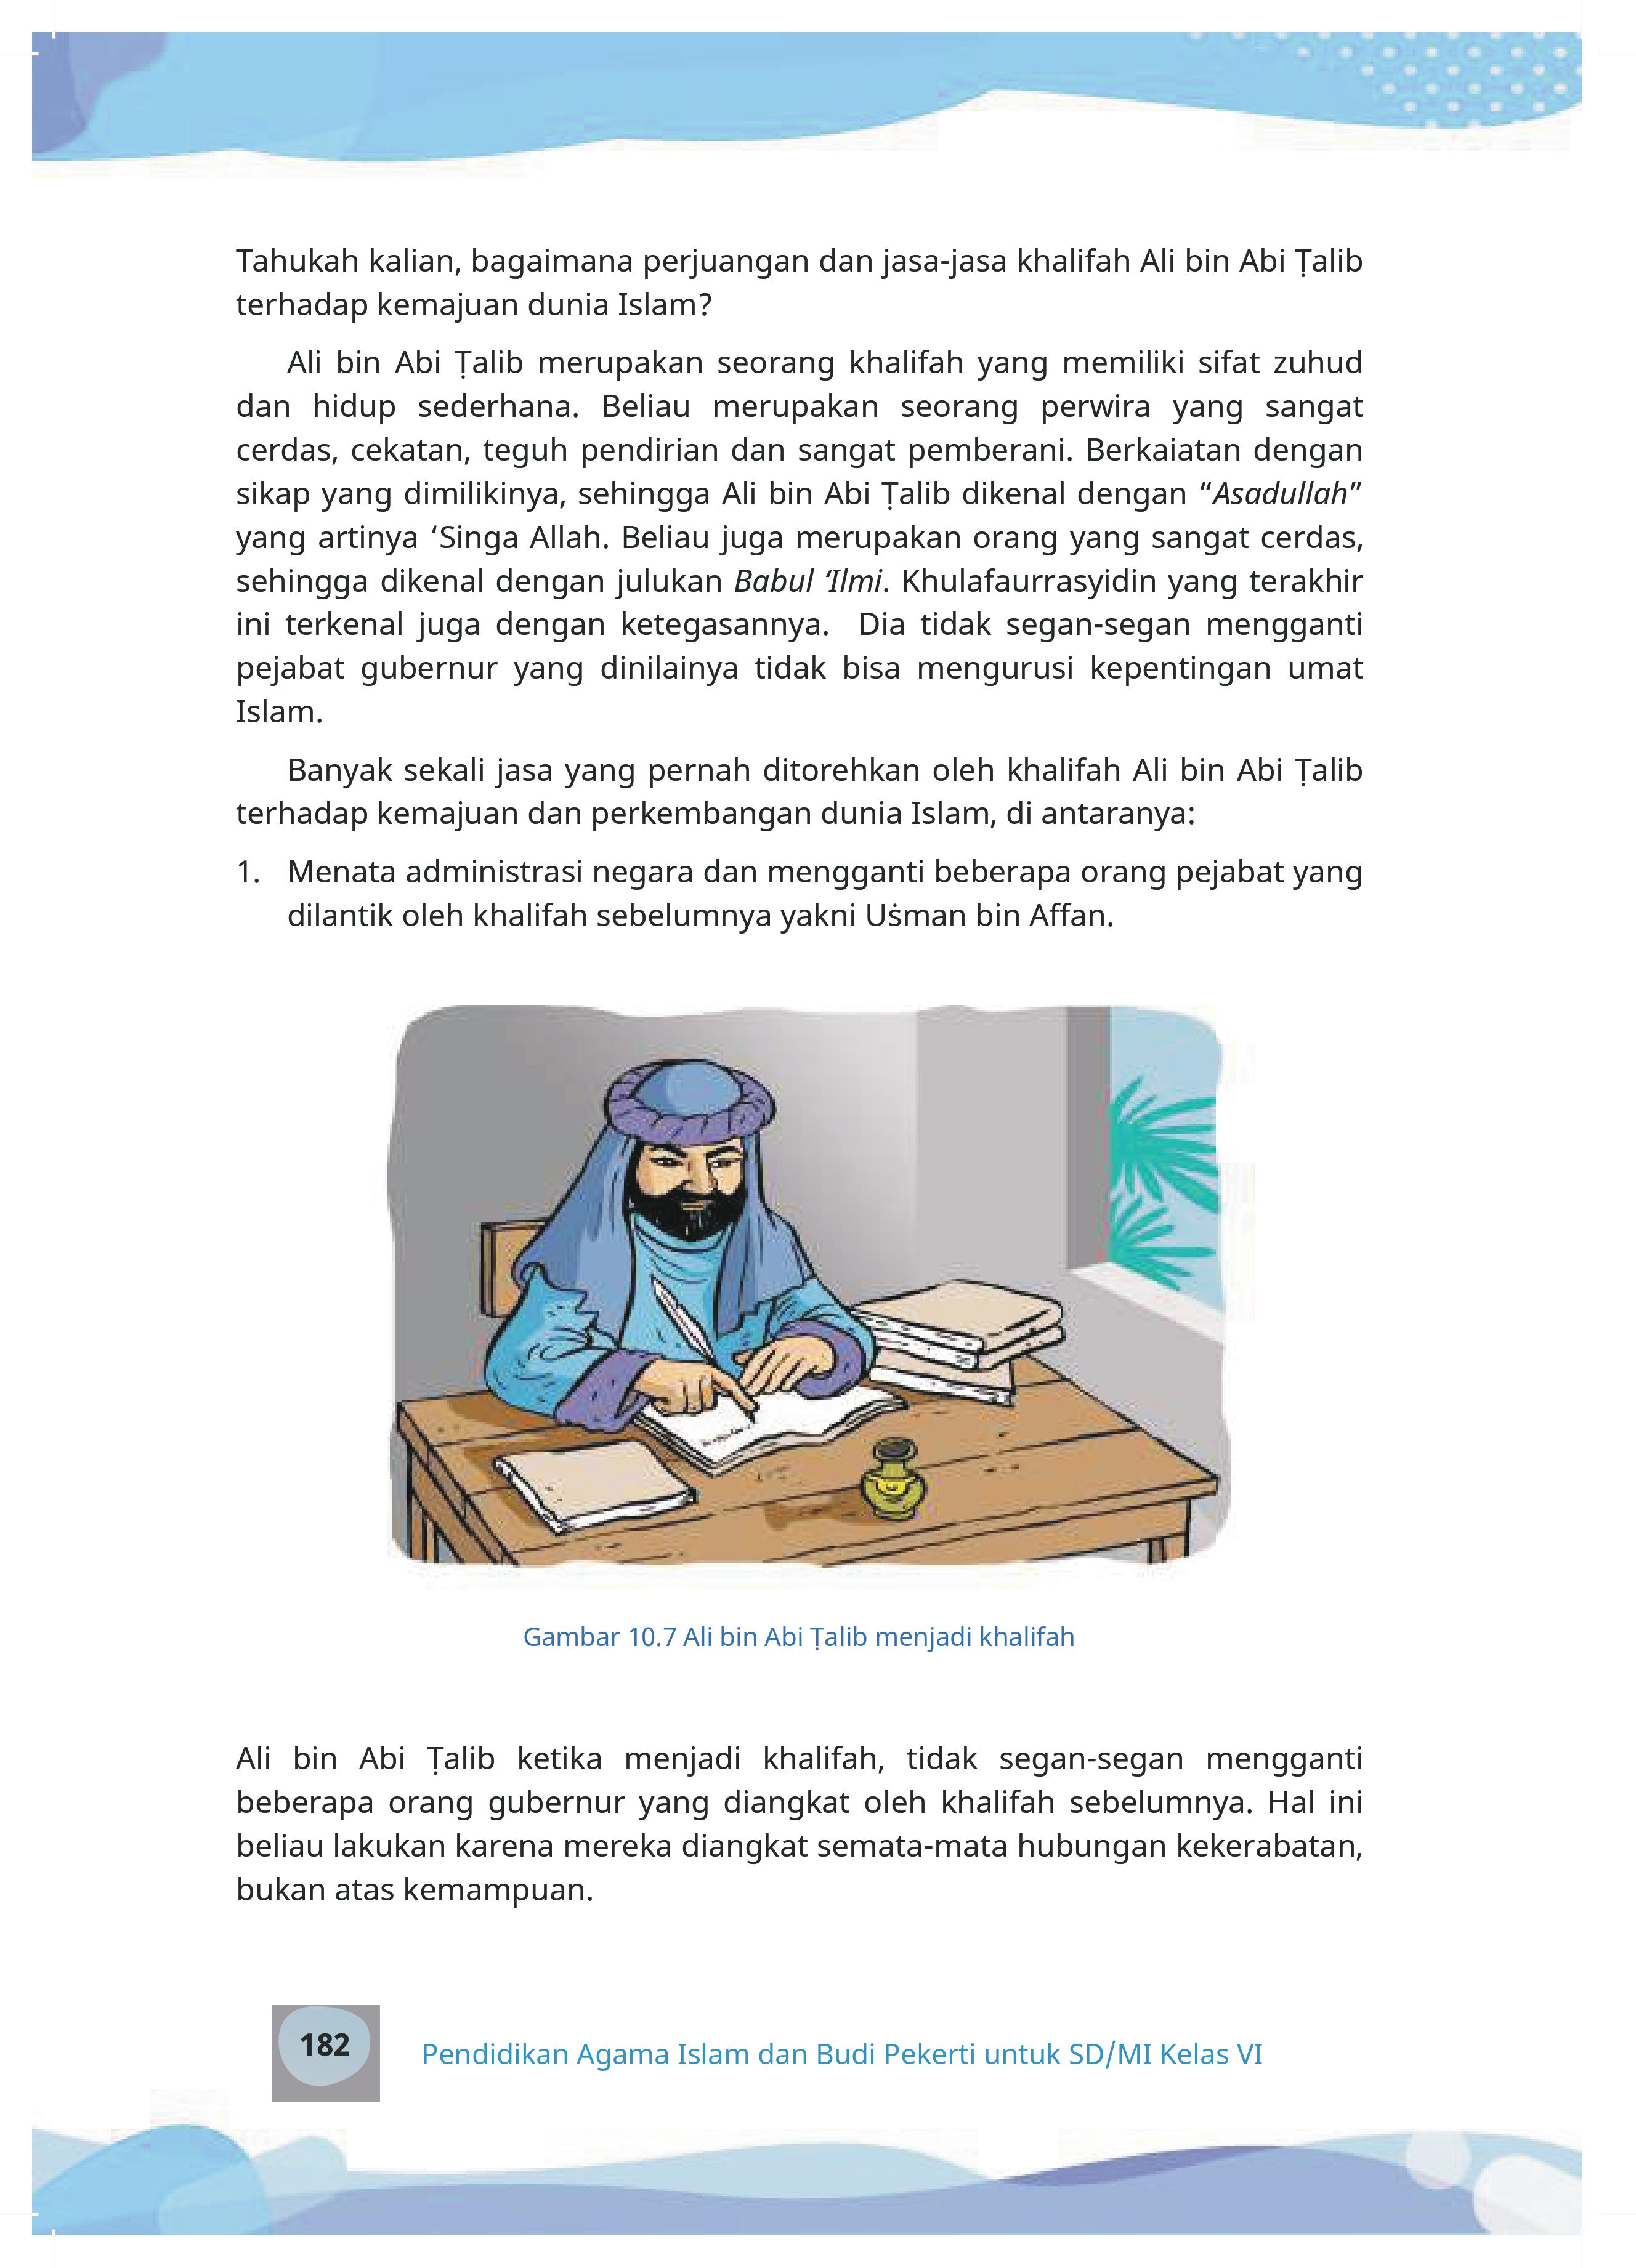 Tahukah kalian, bagaimana perjuangan dan jasa-jasa khalifah Ali bin Abi Ṭalib
terhadap kemajuan dunia Islam?
Ali bin Abi Ṭalib merupakan seorang khalifah yang memiliki sifat zuhud
dan hidup sederhana. Beliau merupakan seorang perwira yang sangat
cerdas, cekatan, teguh pendirian dan sangat pemberani. Berkaiatan dengan
sikap yang dimilikinya, sehingga Ali bin Abi Ṭalib dikenal dengan “Asadullah”
yang artinya ‘Singa Allah. Beliau juga merupakan orang yang sangat cerdas,
sehingga dikenal dengan julukan Babul ‘Ilmi. Khulafaurrasyidin yang terakhir
ini terkenal juga dengan ketegasannya. Dia tidak segan-segan mengganti
pejabat gubernur yang dinilainya tidak bisa mengurusi kepentingan umat
Islam.
Banyak sekali jasa yang pernah ditorehkan oleh khalifah Ali bin Abi Ṭalib
terhadap kemajuan dan perkembangan dunia Islam, di antaranya:
1. Menata administrasi negara dan mengganti beberapa orang pejabat yang
dilantik oleh khalifah sebelumnya yakni Uṡman bin Affan.
Gambar 10.7 Ali bin Abi Ṭalib menjadi khalifah
Ali bin Abi Ṭalib ketika menjadi khalifah, tidak segan-segan mengganti
beberapa orang gubernur yang diangkat oleh khalifah sebelumnya. Hal ini
beliau lakukan karena mereka diangkat semata-mata hubungan kekerabatan,
bukan atas kemampuan.
182 Pendidikan Agama Islam dan Budi Pekerti untuk SD/MI Kelas VI